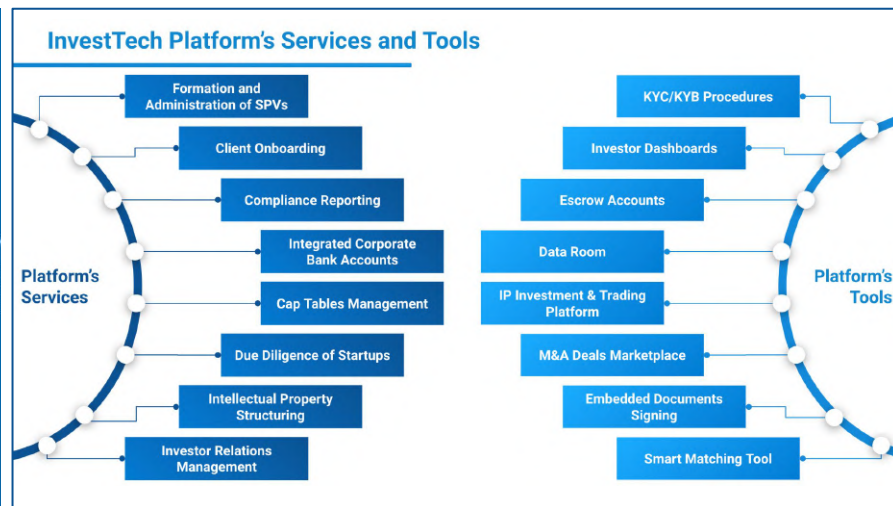 InvestTech Platform's Services and Tools
Platform's
Services
Formation and
Administration of SPVs
Client Onboarding
Compliance Reporting
Integrated Corporate
Bank Accounts
Cap Tables Management
Due Diligence of Startups
Intellectual Property
Structuring
Investor Relations
Management
KYC/KYB Procedures
Investor Dashboards
Escrow Accounts
Data Room
IP Investment & Trading
Platform
M&A Deals Marketplace
Embedded Documents
Signing
Smart Matching Tool
Platform's
Tools